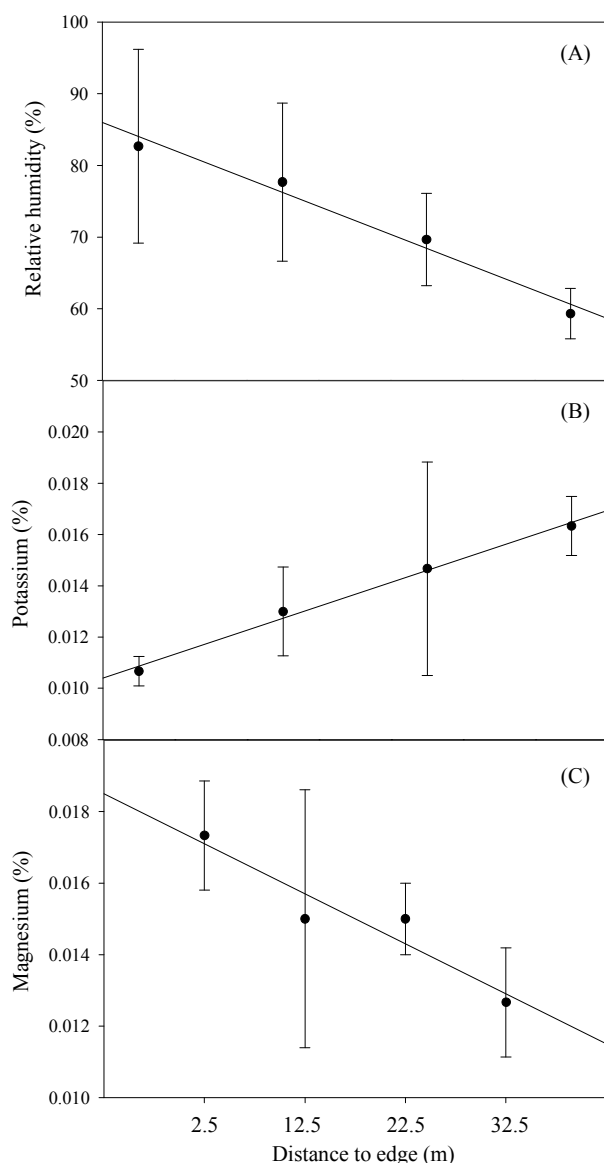 100
(A)
90
80
70
60
50
Relative humidity (%)
(B)
0.020
0.018
0.016
0.014
0.012
0.010
0.008
Potassium (%)
(C)
0.018
0.016
0.014
0.012
0.010
Magnesium (%)
2.5 12.5 22.5 32.5
Distance to edge (m)